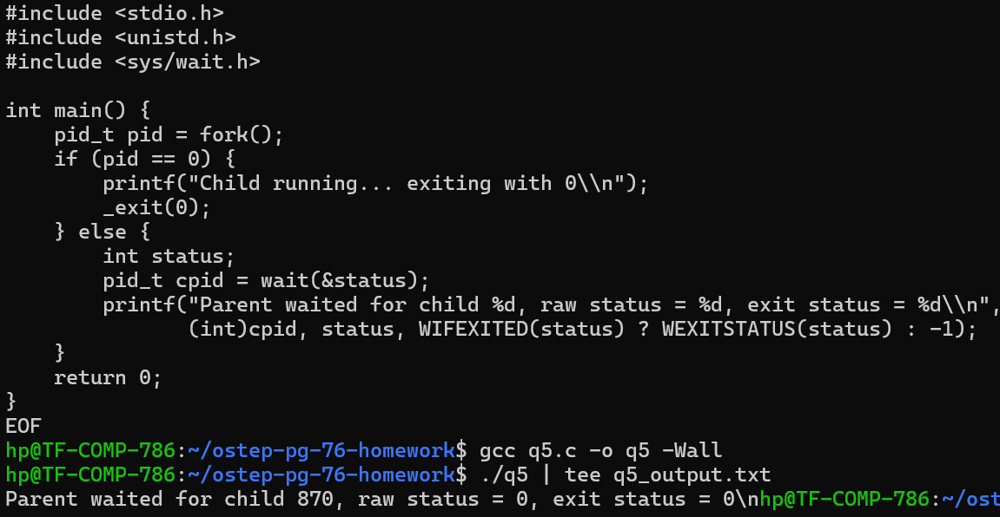 #include <stdio.h>
#include <unistd.h>
#include <sys/wait.h>

int main() {
    pid_t pid = fork();
    if (pid == 0) {
        printf("Child running... exiting with 0\\n");
        _exit(0);
    } else {
        int status;
        pid_t cpid = wait(&status);
        printf("Parent waited for child %d, raw status = %d, exit status = %d\\n",
               (int)cpid, status, WIFEXITED(status) ? WEXITSTATUS(status) : -1);
    }
    return 0;
}
EOF
hp@TF-COMP-786:~/ostep-pg-76-homework$ gcc q5.c -o q5 -Wall
hp@TF-COMP-786:~/ostep-pg-76-homework$ ./q5 | tee q5_output.txt
Parent waited for child 870, raw status = 0, exit status = 0\nhp@TF-COMP-786:~/ost